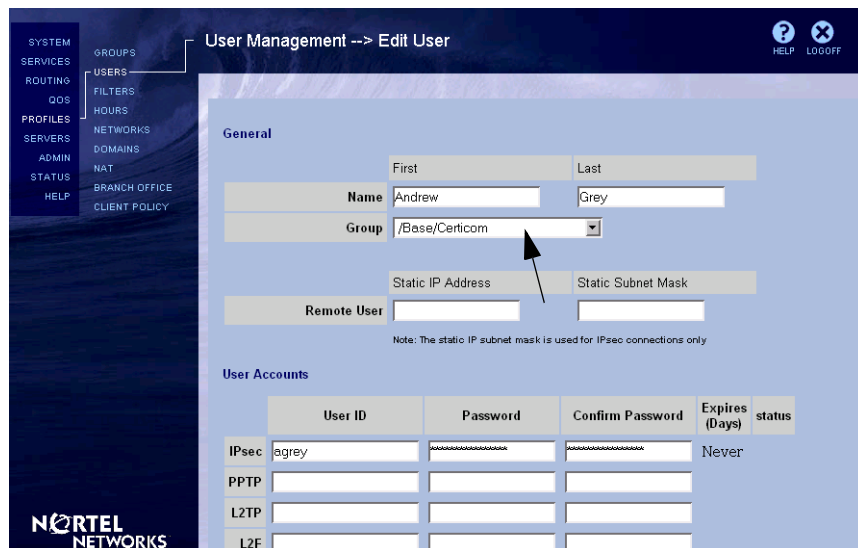 User Management --> Edit User
HELP
LOGOFF
SYSTEM
SERVICES
ROUTING
QOS
PROFILES
SERVERS
ADMIN
STATUS
HELP
GROUPS
USERS
FILTERS
HOURS
NETWORKS
DOMAINS
NAT
BRANCH OFFICE
CLIENT POLICY
General
First Last
Name Andrew Grey
Group /Base/Certicom
Static IP Address Static Subnet Mask
Remote User
Note: The static IP subnet mask is used for IPsec connections only
User Accounts
User ID Password Confirm Password Expires (Days) status
IPsec agrey **************** **************** Never
PPTP
L2TP
L2F
NORTEL
NETWORKS